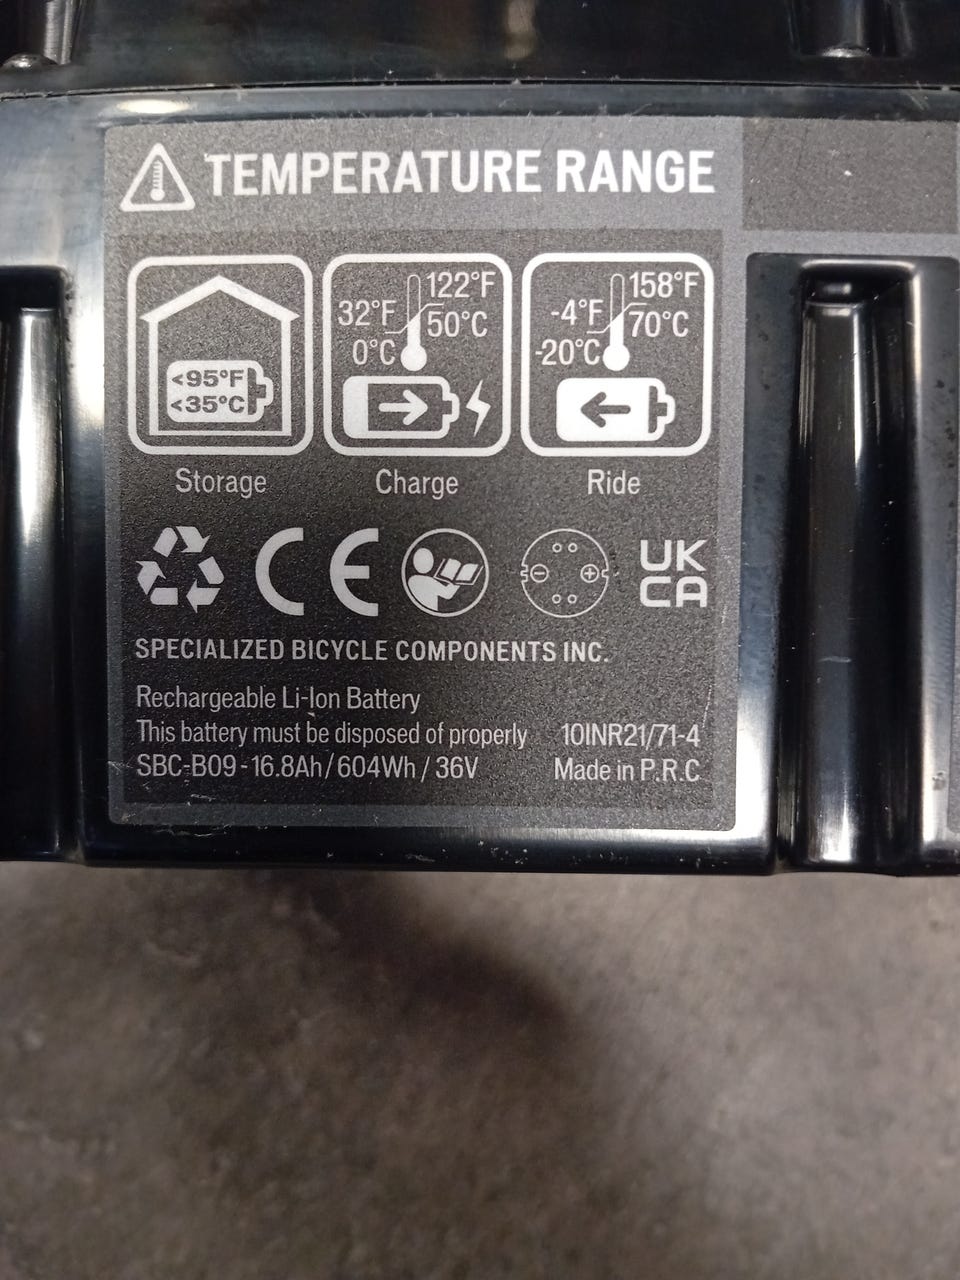 TEMPERATURE RANGE
<95°F
<35°C
32°F
122°F
50°C
0°C
-4°F
158°F
70°C
-20°C
Storage
Charge
Ride
CE
UK
CA
SPECIALIZED BICYCLE COMPONENTS INC.
Rechargeable Li-Ion Battery
This battery must be disposed of properly 10INR21/71-4
SBC-B09 - 16.8Ah / 604Wh / 36V Made in P.R.C